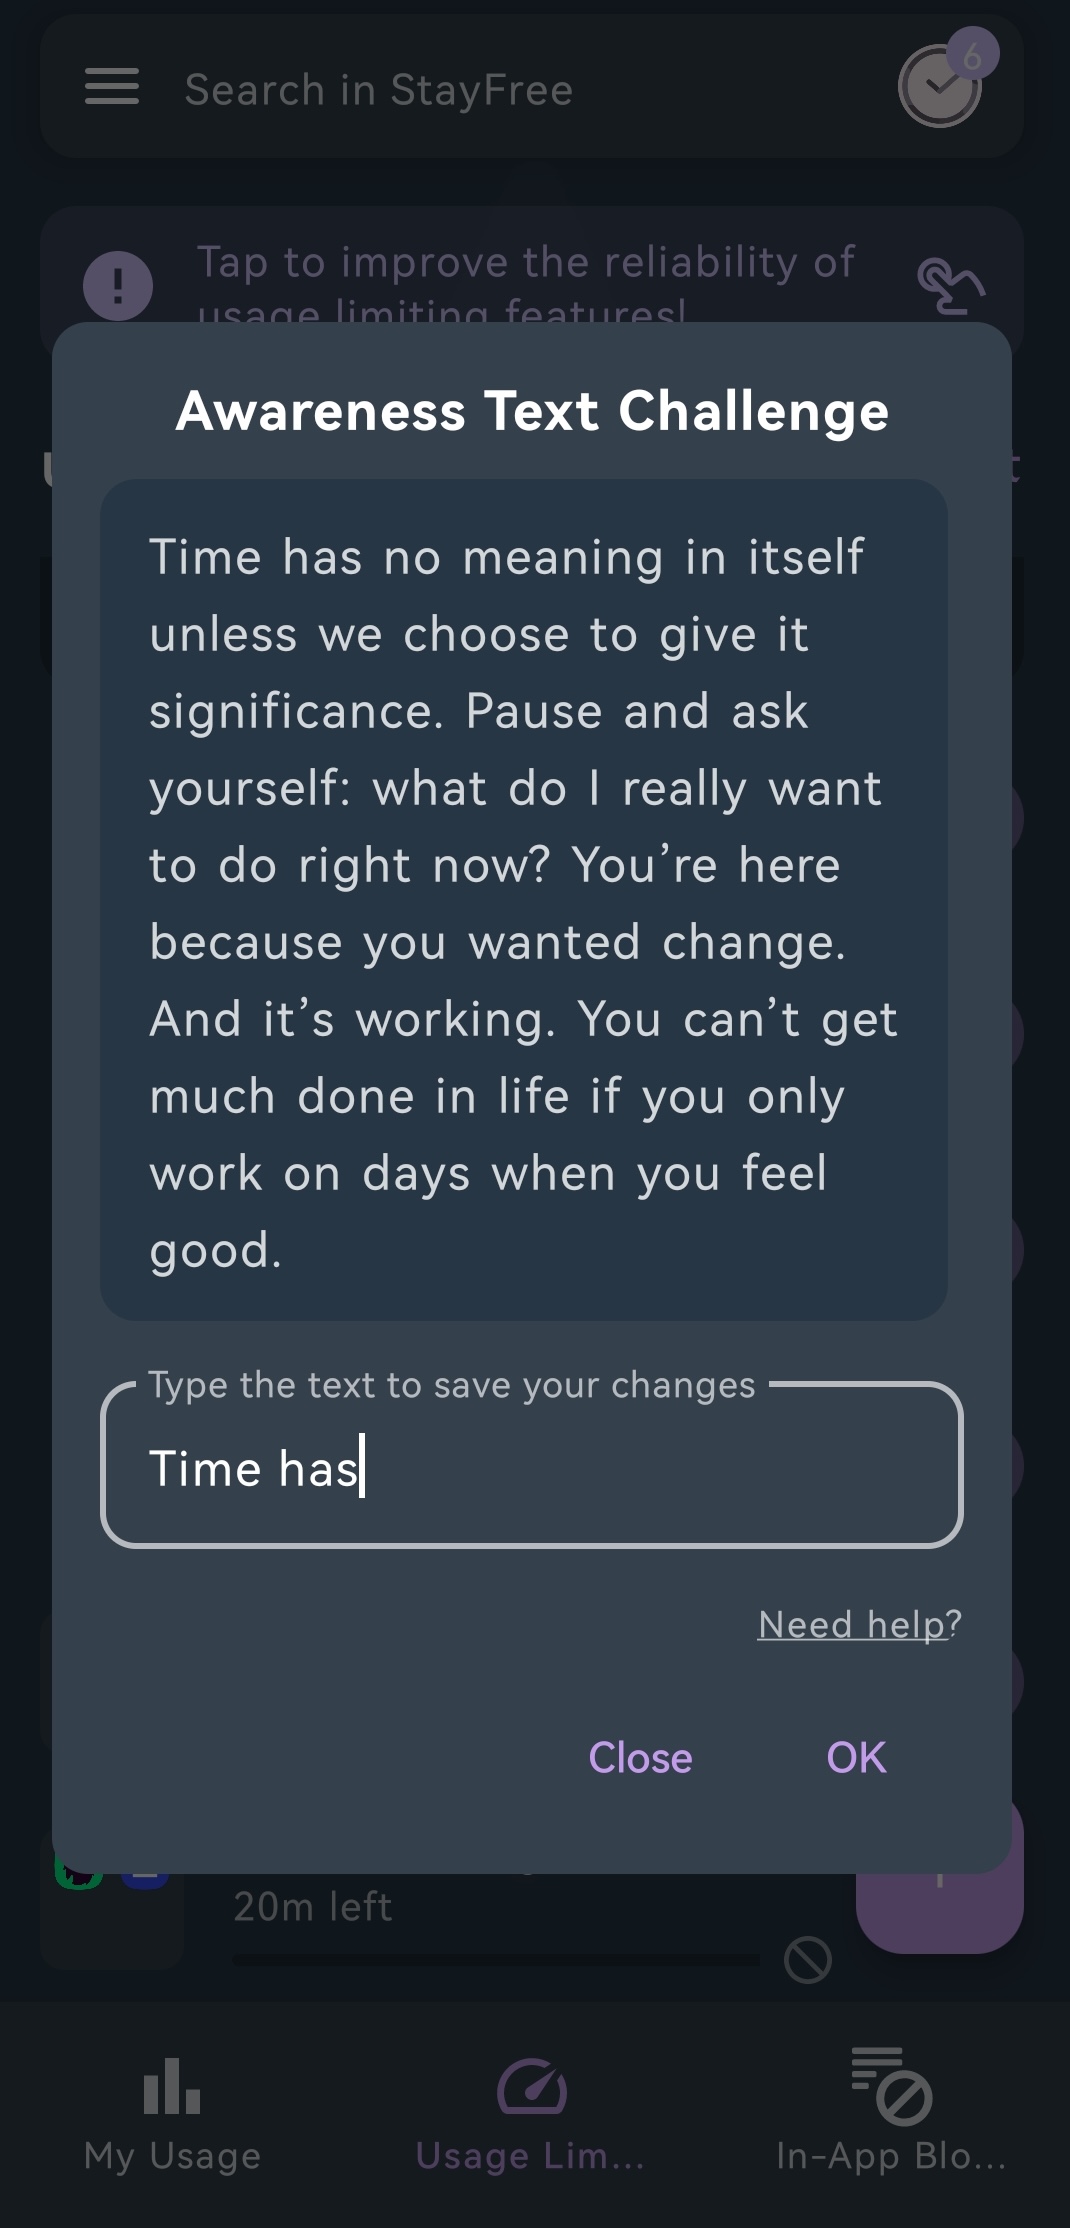 Search in StayFree
6
Tap to improve the reliability of
usage limiting features!
Awareness Text Challenge
Time has no meaning in itself
unless we choose to give it
significance. Pause and ask
yourself: what do I really want
to do right now? You’re here
because you wanted change.
And it’s working. You can’t get
much done in life if you only
work on days when you feel
good.
Type the text to save your changes
Time has
Need help?
Close
OK
20m left
My Usage
Usage Lim...
In-App Blo...